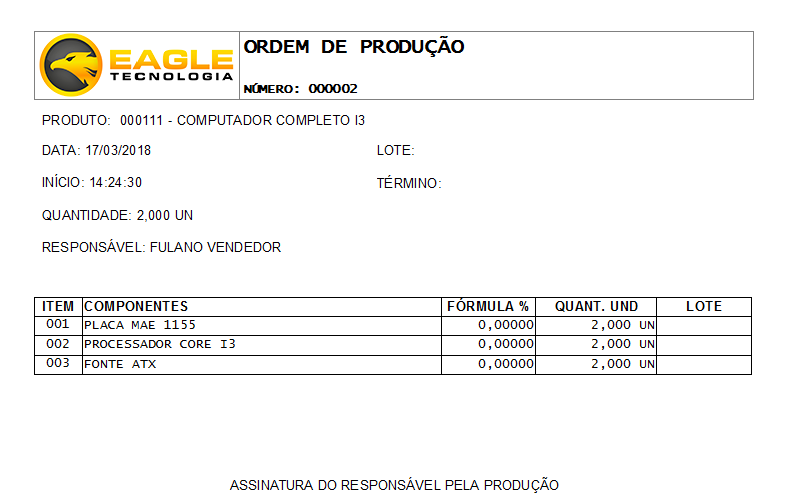 EAGLE
TECNOLOGIA
ORDEM DE PRODUÇÃO
NÚMERO: 000002
PRODUTO: 000111 - COMPUTADOR COMPLETO I3
DATA: 17/03/2018 LOTE:
INÍCIO: 14:24:30 TÉRMINO:
QUANTIDADE: 2,000 UN
RESPONSÁVEL: FULANO VENDEDOR
ITEM COMPONENTES FÓRMULA % QUANT. UND LOTE
001 PLACA MAE 1155 0,00000 2,000 UN
002 PROCESSADOR CORE I3 0,00000 2,000 UN
003 FONTE ATX 0,00000 2,000 UN
ASSINATURA DO RESPONSÁVEL PELA PRODUÇÃO